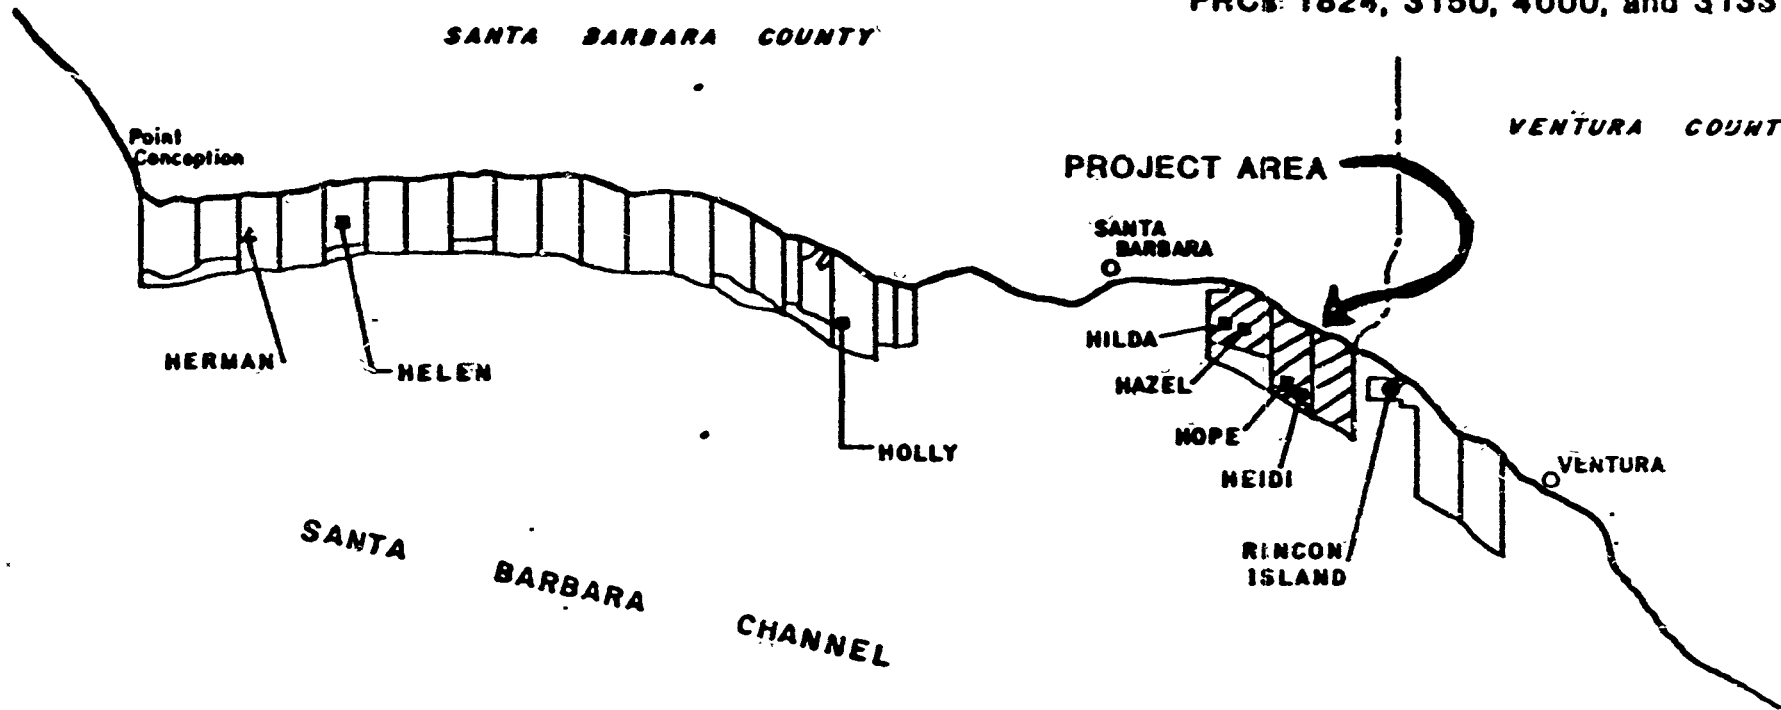 PRCs 1824, 3150, 4000, and 3133
SANTA BARBARA COUNTY
VENTURA COUNT
Point
Conception
PROJECT AREA
SANTA
BARBARA
HERMAN
HELEN
HOLLY
HILDA
HAZEL
HOPE
HEIDI
RINCON
ISLAND
VENTURA
SANTA BARBARA CHANNEL